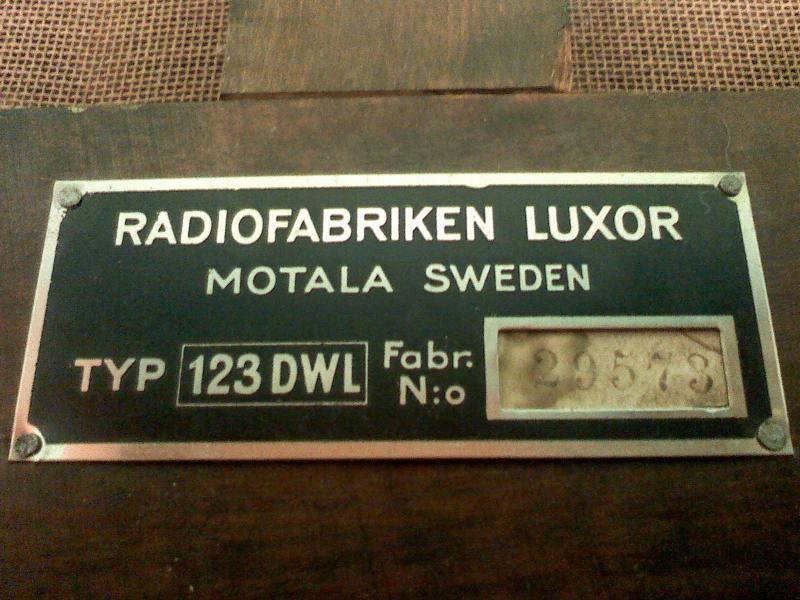 RADIOFABRIKEN LUXOR
MOTALA SWEDEN
TYP 123 DWL Fabr. N:o 29573